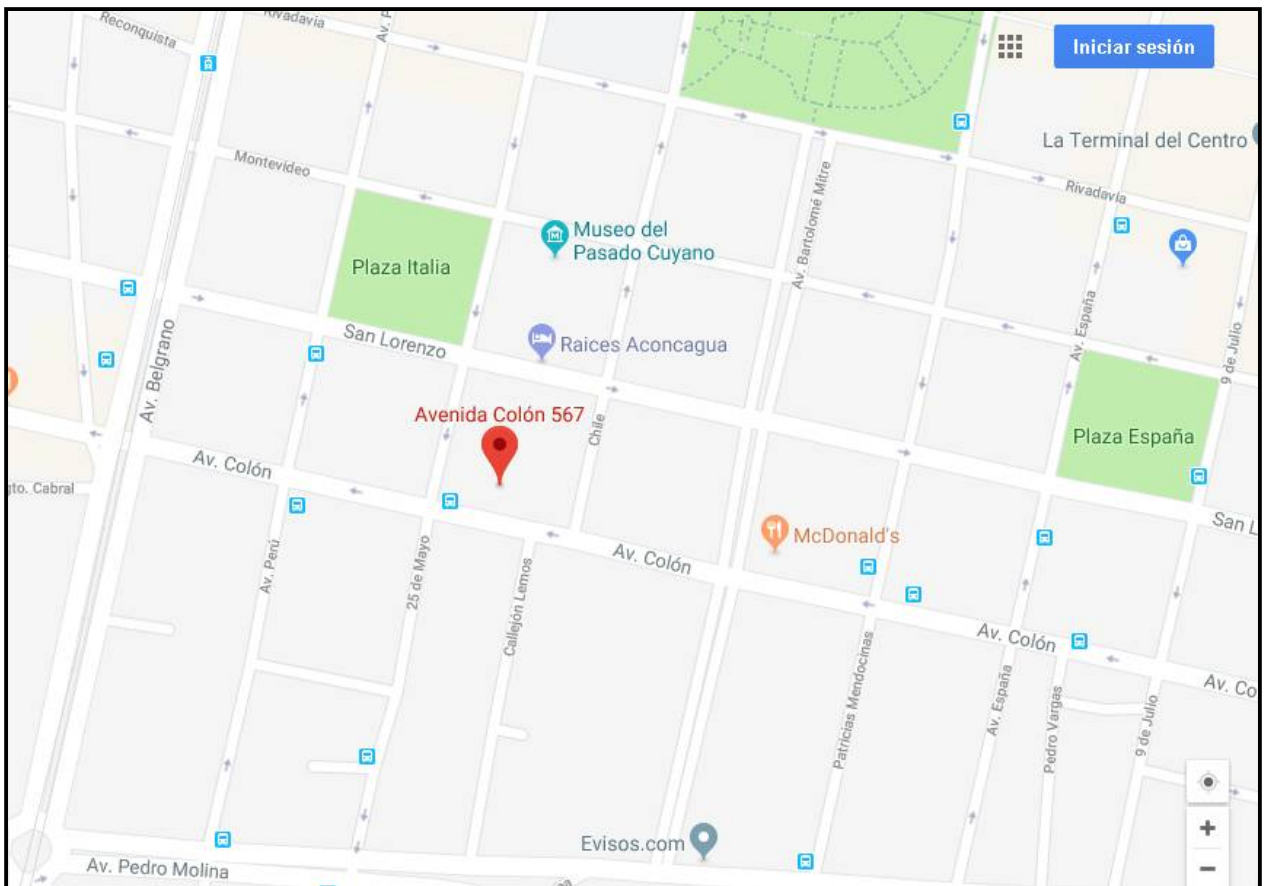 Reconquista
Rivadavia
Av. P
Iniciar sesión
La Terminal del Centro
Montevideo
Rivadavia
Av. Bartolomé Mitre
Museo del
Pasado Cuyano
Plaza Italia
Av. España
San Lorenzo
Raices Aconcagua
9 de Julio
Av. Belgrano
Avenida Colón 567
Chile
Plaza España
Av. Colón
gto. Cabral
San L
McDonald's
Av. Colón
Av. Perú
25 de Mayo
Callejón Lemos
Av. Colón
Patricias Mendocinas
Av. España
Pedro Vargas
9 de Julio
Av. Co
Evisos.com
Av. Pedro Molina